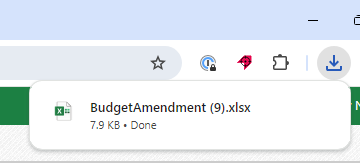 BudgetAmendment (9).xlsx
7.9 KB • Done